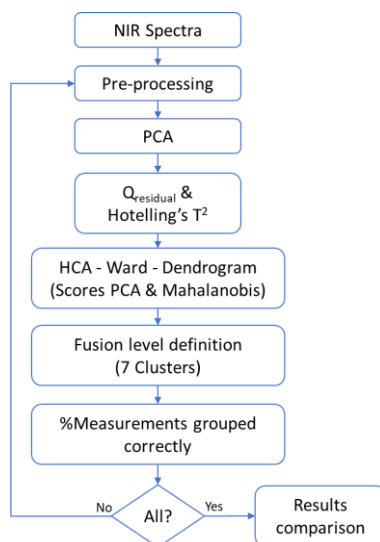 NIR Spectra
Pre-processing
PCA
Qresidual &
Hotelling's T²
HCA - Ward - Dendrogram
(Scores PCA & Mahalanobis)
Fusion level definition
(7 Clusters)
%Measurements grouped
correctly
No
All?
Yes
Results
comparison